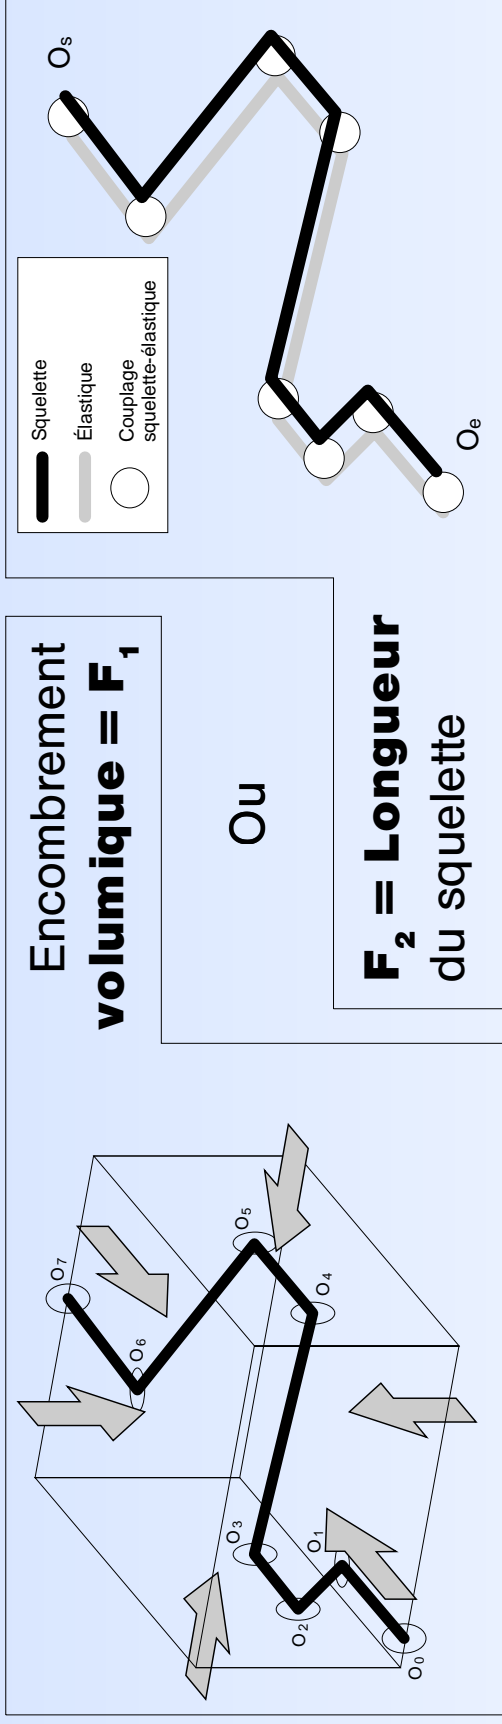 Encombrement
volumique = F₁
Ou
F₂ = Longueur
du squelette
O₀
O₁
O₂
O₃
O₄
O₅
O₆
O₇
Squelette
Élastique
Couplage
squelette-élastique
Oₛ
Oₑ